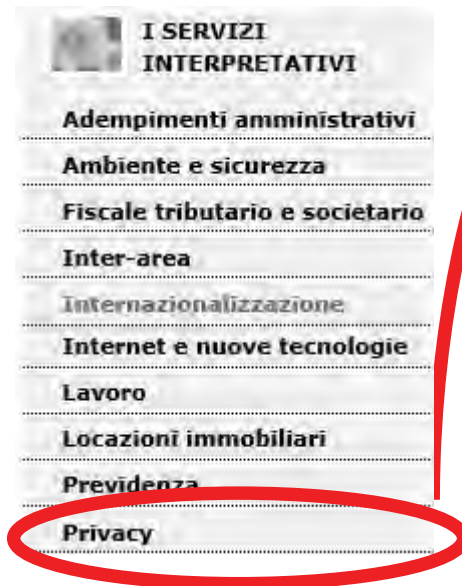 I SERVIZI
INTERPRETATIVI
Adempimenti amministrativi
Ambiente e sicurezza
Fiscale tributario e societario
Inter-area
Internazionalizzazione
Internet e nuove tecnologie
Lavoro
Locazioni immobiliari
Previdenza
Privacy